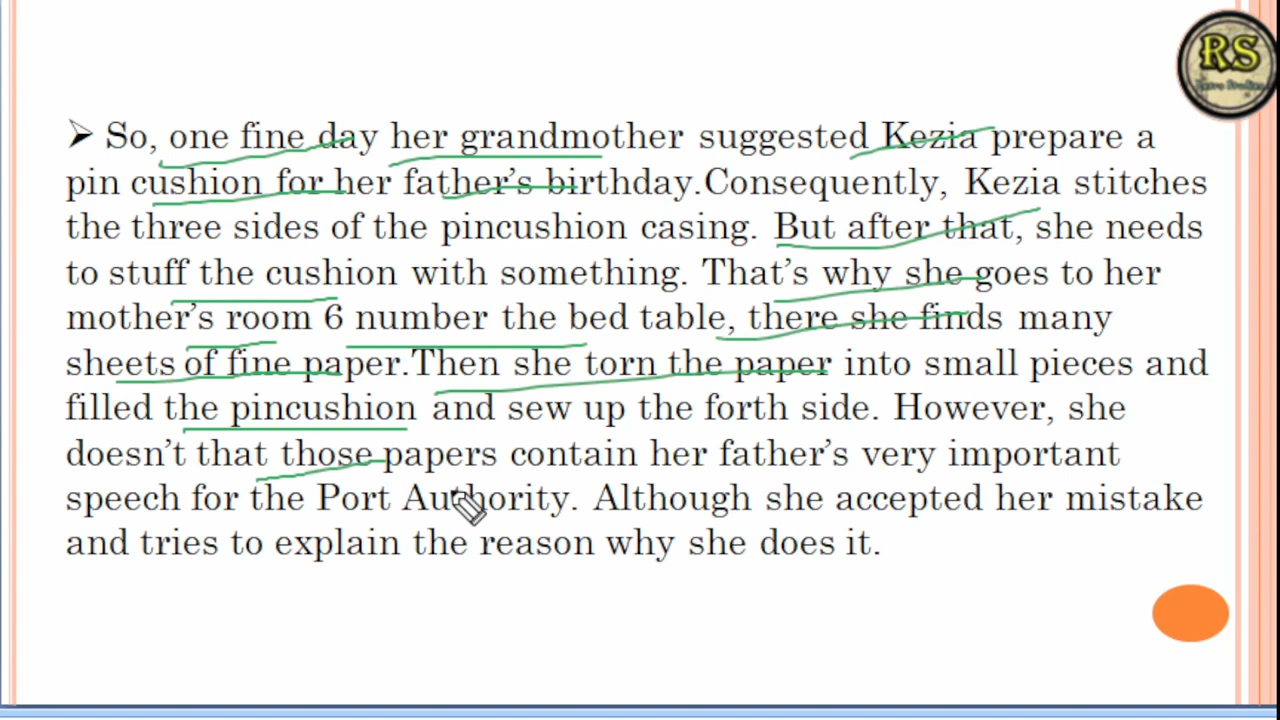 RS
➢ So, one fine day her grandmother suggested Kezia prepare a
pin cushion for her father's birthday.Consequently, Kezia stitches
the three sides of the pincushion casing. But after that, she needs
to stuff the cushion with something. That's why she goes to her
mother's room 6 number the bed table, there she finds many
sheets of fine paper.Then she torn the paper into small pieces and
filled the pincushion and sew up the forth side. However, she
doesn't that those papers contain her father's very important
speech for the Port Authority. Although she accepted her mistake
and tries to explain the reason why she does it.